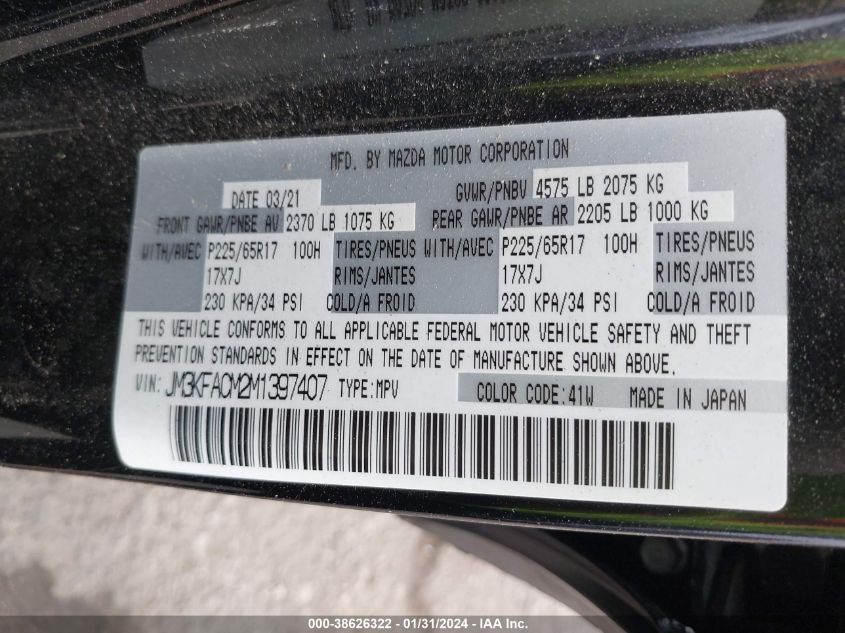 MFD. BY MAZDA MOTOR CORPORATION
DATE 03/21 GVWR/PNBV 4575 LB 2075 KG
FRONT GAWR/PNBE AV 2370 LB 1075 KG REAR GAWR/PNBE AR 2205 LB 1000 KG
WITH/AVEC P225/65R17 100H TIRES/PNEUS WITH/AVEC P225/65R17 100H TIRES/PNEUS
17X7J RIMS/JANTES 17X7J RIMS/JANTES
230 KPA/34 PSI COLD/A FROID 230 KPA/34 PSI COLD/A FROID
THIS VEHICLE CONFORMS TO ALL APPLICABLE FEDERAL MOTOR VEHICLE SAFETY AND THEFT
PREVENTION STANDARDS IN EFFECT ON THE DATE OF MANUFACTURE SHOWN ABOVE.
VIN: JM3KFACM2M1397407 TYPE:MPV COLOR CODE:41W MADE IN JAPAN
000-38626322 - 01/31/2024 - IAA Inc.